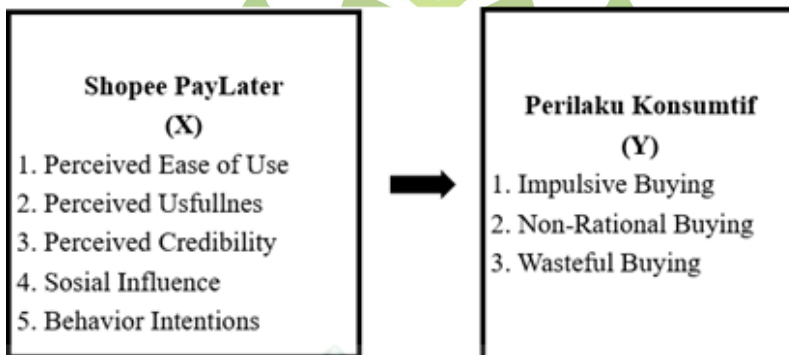 Shopee PayLater
(X)
1. Perceived Ease of Use
2. Perceived Usfullnes
3. Perceived Credibility
4. Sosial Influence
5. Behavior Intentions
Perilaku Konsumtif
(Y)
1. Impulsive Buying
2. Non-Rational Buying
3. Wasteful Buying